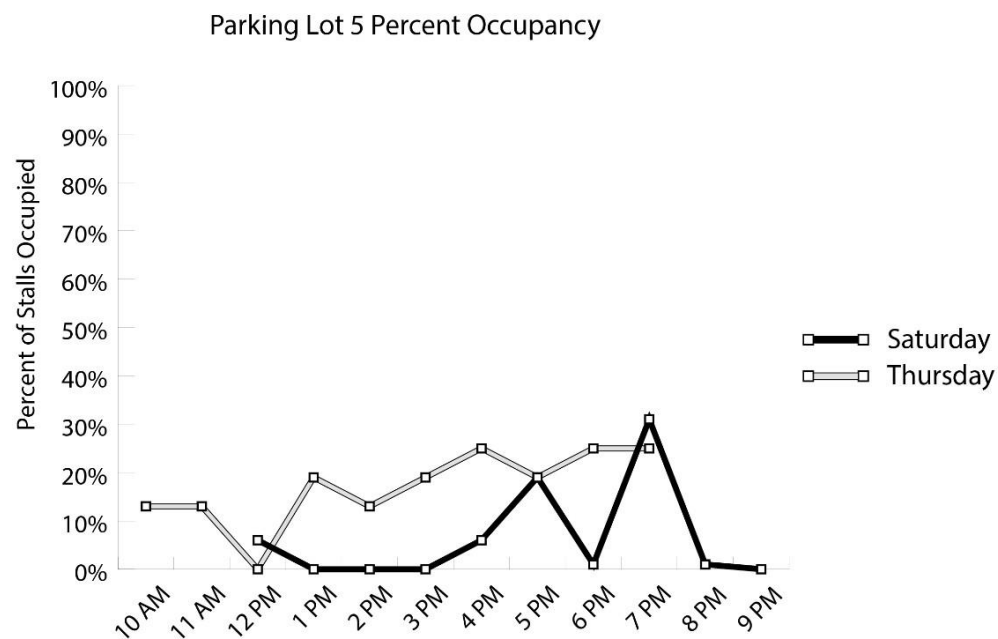 Parking Lot 5 Percent Occupancy
Percent of Stalls Occupied
100%
90%
80%
70%
60%
50%
40%
30%
20%
10%
0%
10 AM
11 AM
12 PM
1 PM
2 PM
3 PM
4 PM
5 PM
6 PM
7 PM
8 PM
9 PM
Saturday
Thursday